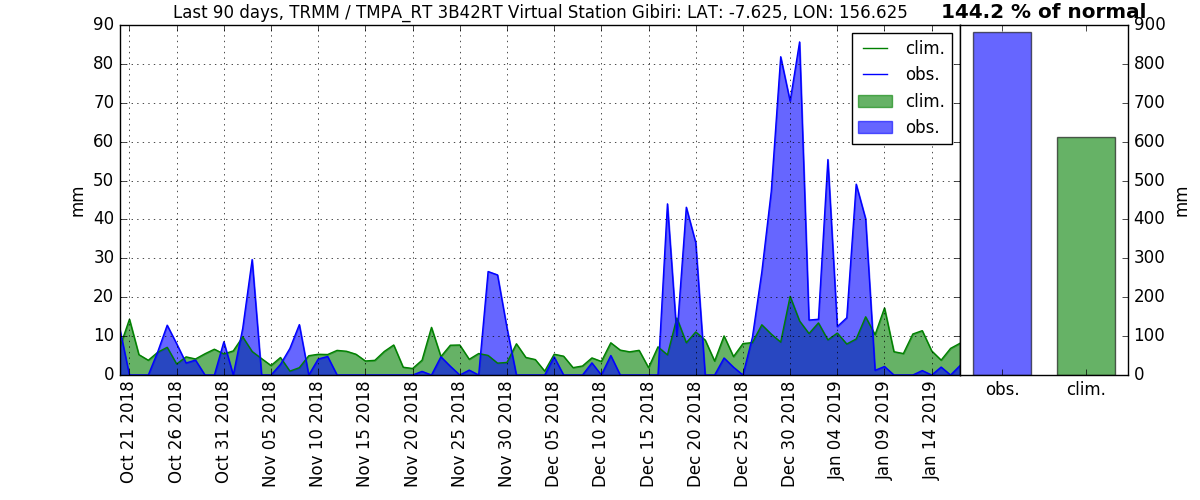 Last 90 days, TRMM / TMPA_RT 3B42RT Virtual Station Gibiri: LAT: -7.625, LON: 156.625
144.2 % of normal
90
80
70
60
50
40
30
20
10
0
mm
clim.
obs.
clim.
obs.
900
800
700
600
500
400
300
200
100
0
mm
obs.
clim.
Oct 21 2018
Oct 26 2018
Oct 31 2018
Nov 05 2018
Nov 10 2018
Nov 15 2018
Nov 20 2018
Nov 25 2018
Nov 30 2018
Dec 05 2018
Dec 10 2018
Dec 15 2018
Dec 20 2018
Dec 25 2018
Dec 30 2018
Jan 04 2019
Jan 09 2019
Jan 14 2019